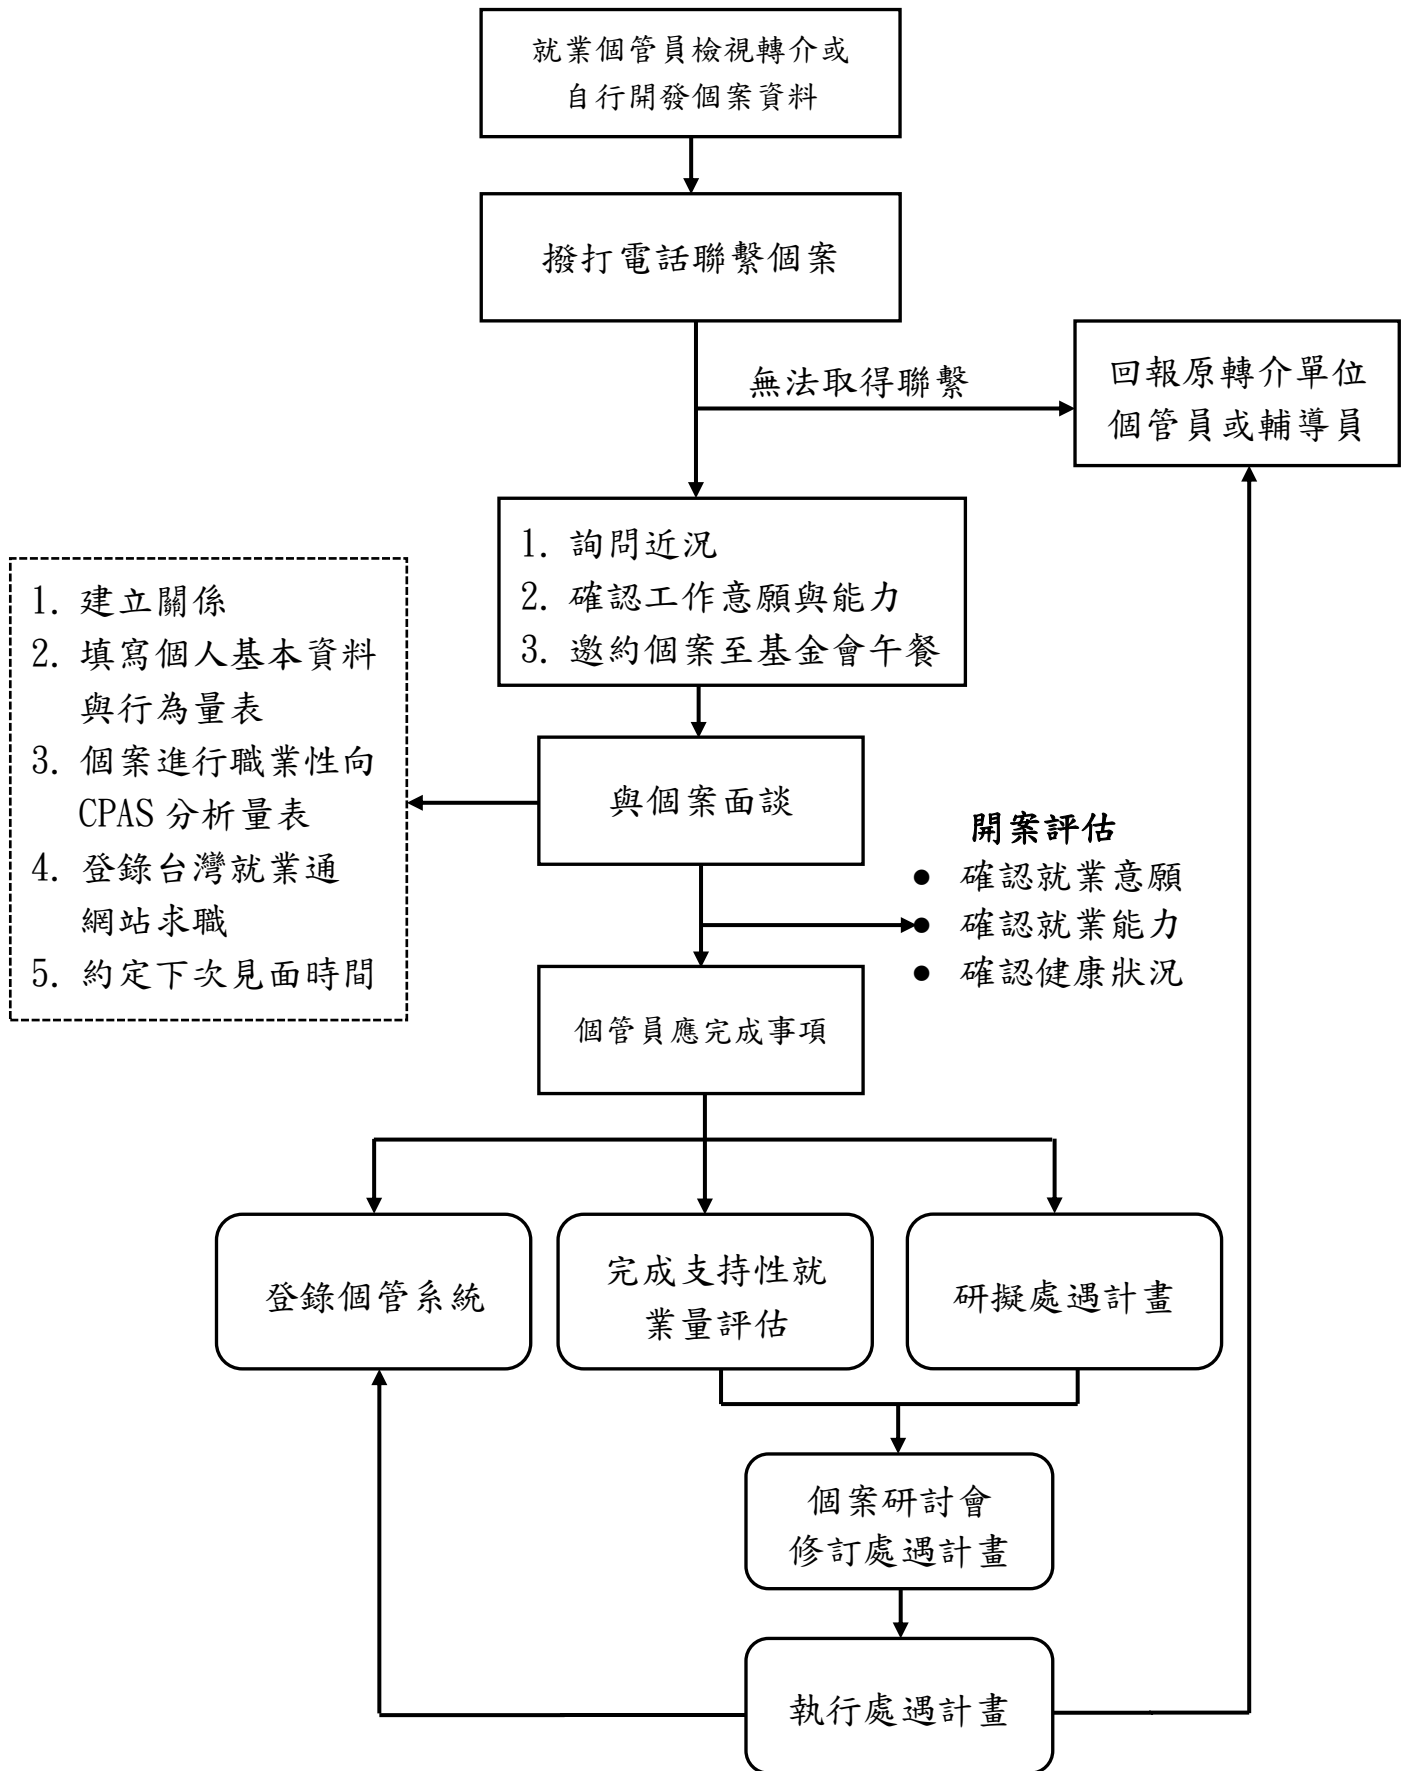 就業個管員檢視轉介或
自行開發個案資料
撥打電話聯繫個案
無法取得聯繫
回報原轉介單位
個管員或輔導員
1. 詢問近況
2. 確認工作意願與能力
3. 邀約個案至基金會午餐
1. 建立關係
2. 填寫個人基本資料
與行為量表
3. 個案進行職業性向
CPAS 分析量表
4. 登錄台灣就業通
網站求職
5. 約定下次見面時間
與個案面談
開案評估
● 確認就業意願
● 確認就業能力
● 確認健康狀況
個管員應完成事項
登錄個管系統
完成支持性就
業量評估
研擬處遇計畫
個案研討會
修訂處遇計畫
執行處遇計畫